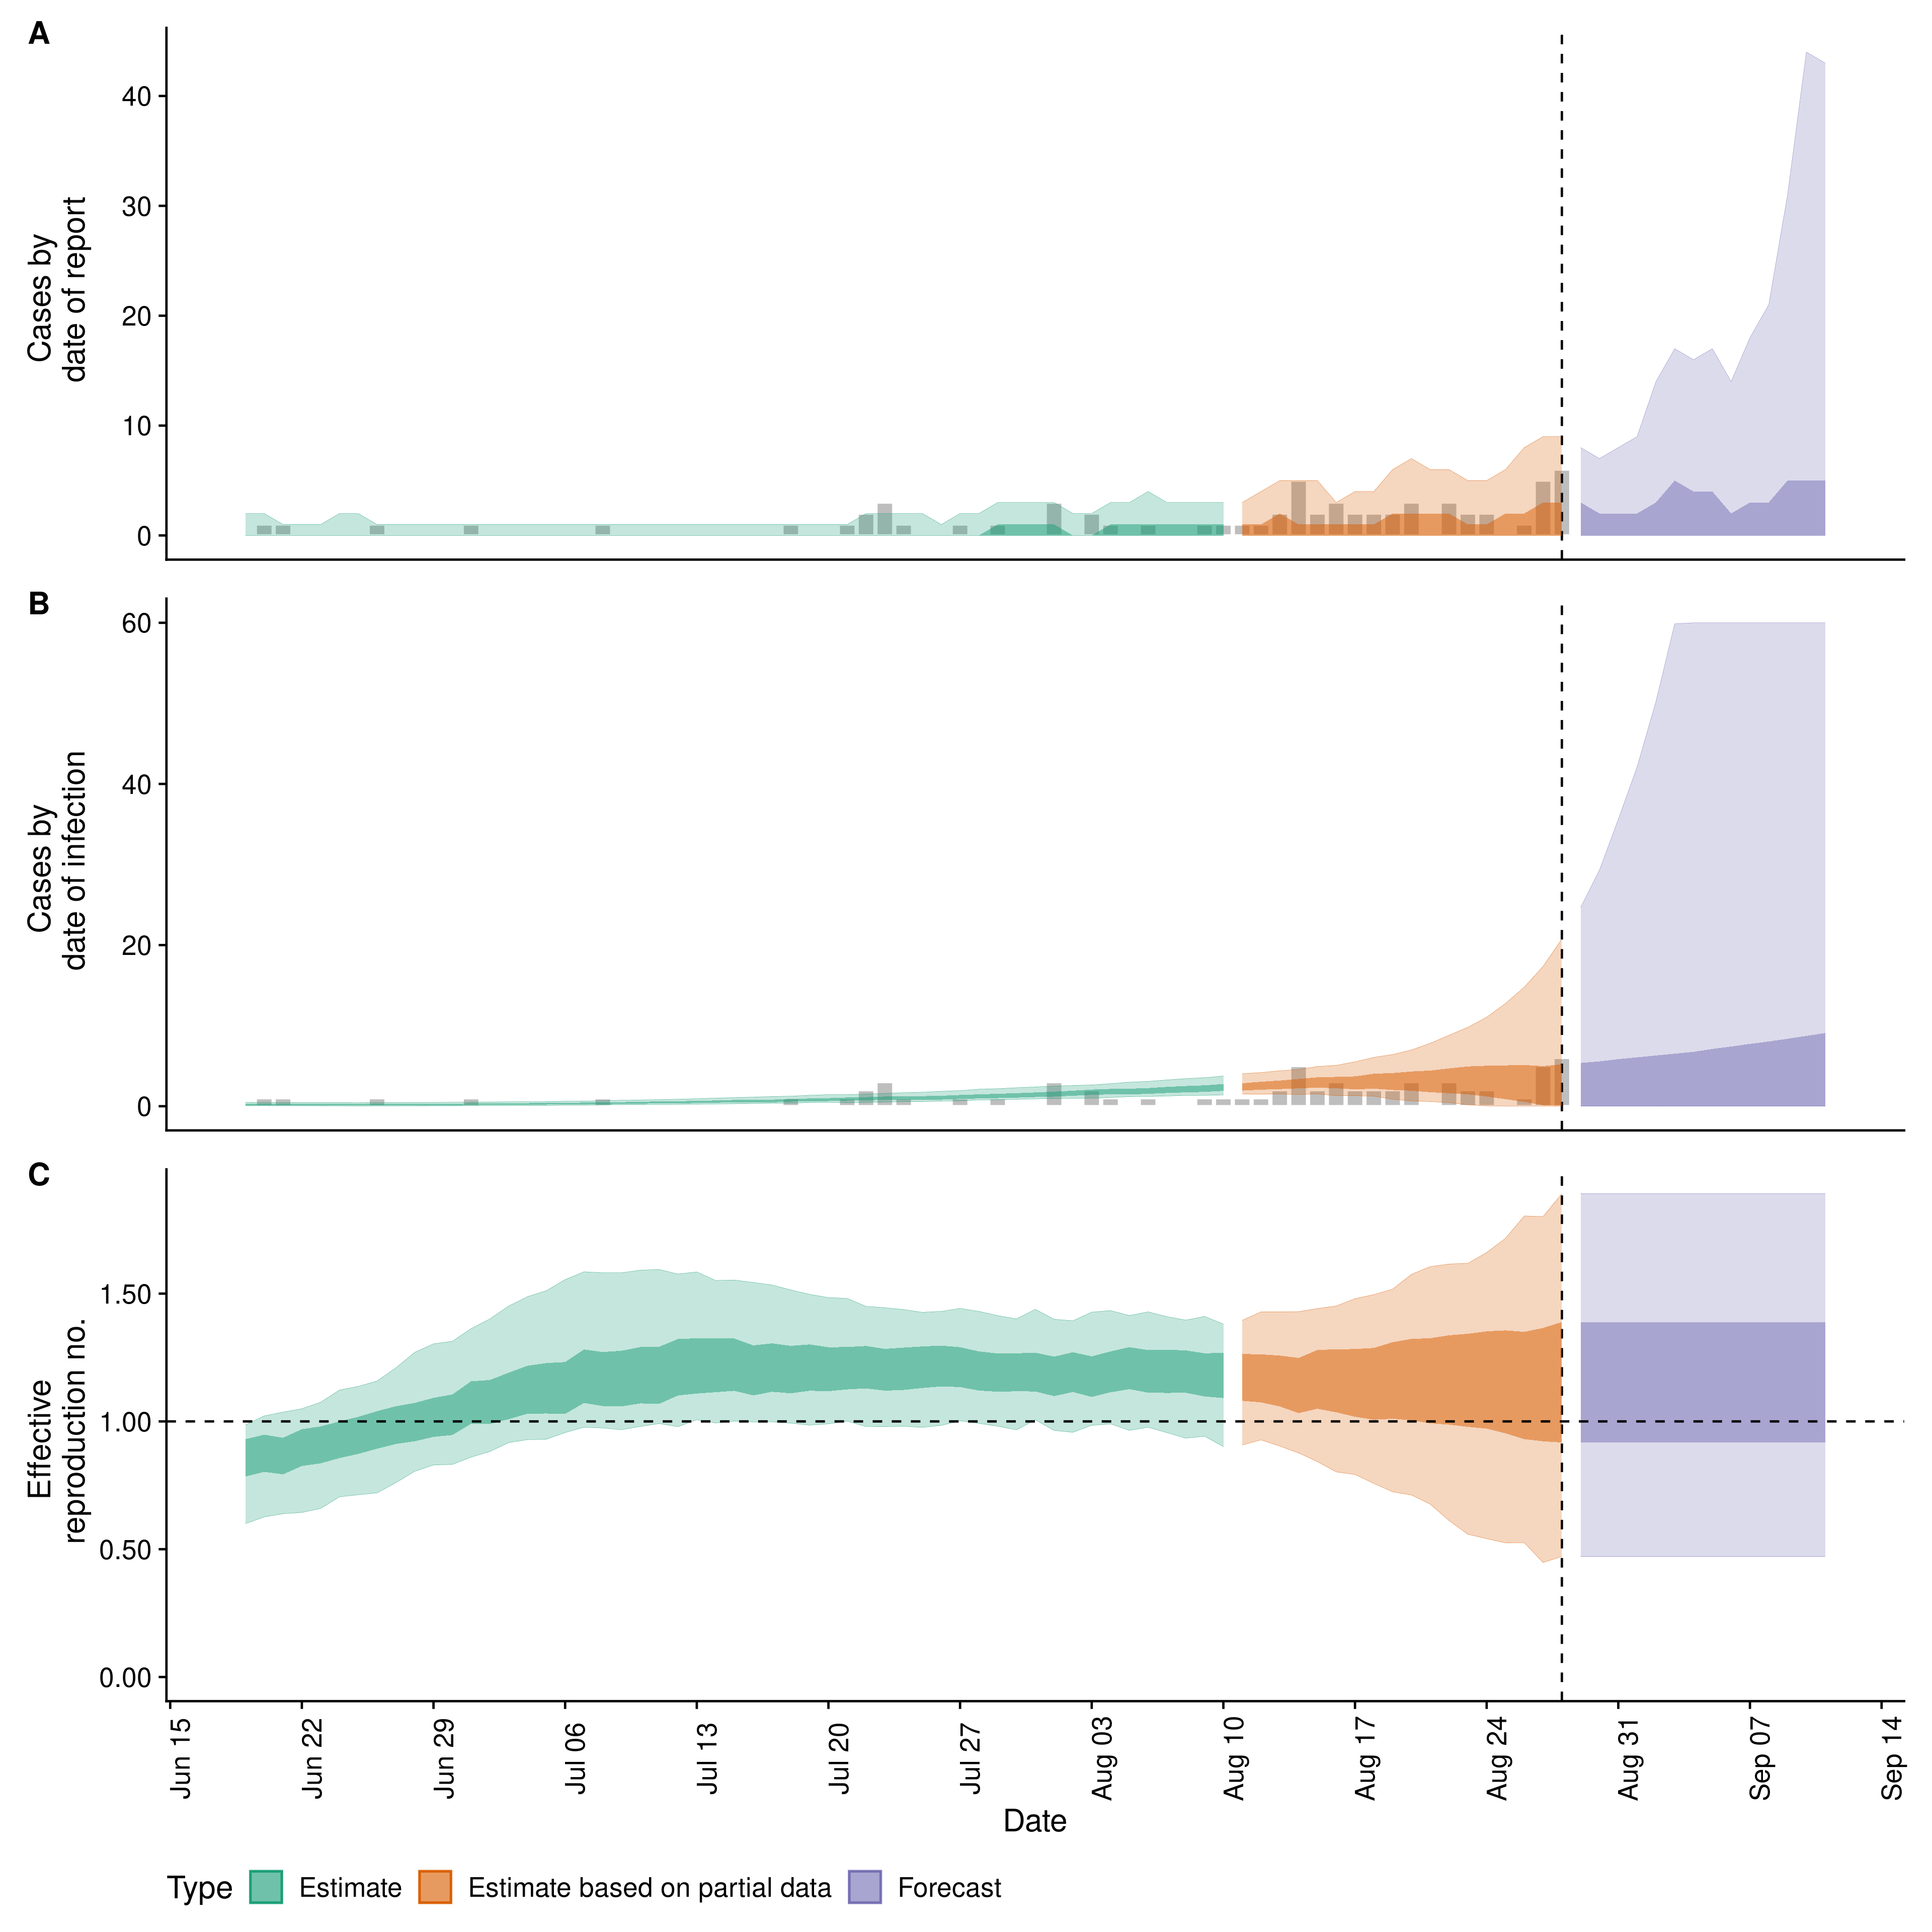 A
Cases by
date of report
40
30
20
10
0
B
Cases by
date of infection
60
40
20
0
C
Effective
reproduction no.
1.50
1.00
0.50
0.00
Jun 15
Jun 22
Jun 29
Jul 06
Jul 13
Jul 20
Jul 27
Aug 03
Aug 10
Aug 17
Aug 24
Aug 31
Sep 07
Sep 14
Date
Type
Estimate
Estimate based on partial data
Forecast